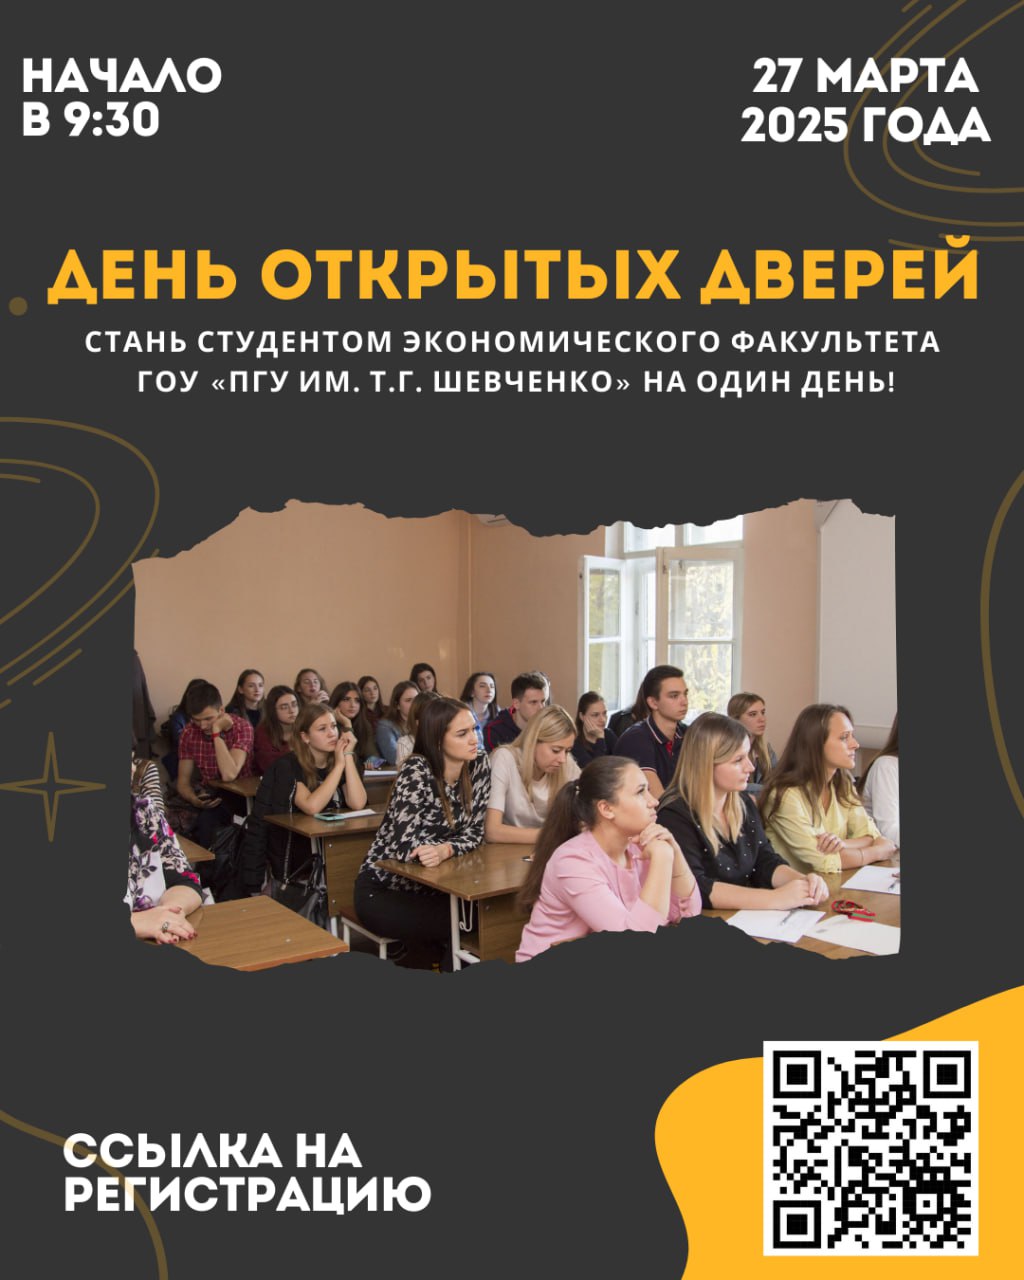 НАЧАЛО
В 9:30
27 МАРТА
2025 ГОДА
ДЕНЬ ОТКРЫТЫХ ДВЕРЕЙ
СТАНЬ СТУДЕНТОМ ЭКОНОМИЧЕСКОГО ФАКУЛЬТЕТА
ГОУ «ПГУ ИМ. Т.Г. ШЕВЧЕНКО» НА ОДИН ДЕНЬ!
ССЫЛКА НА
РЕГИСТРАЦИЮ